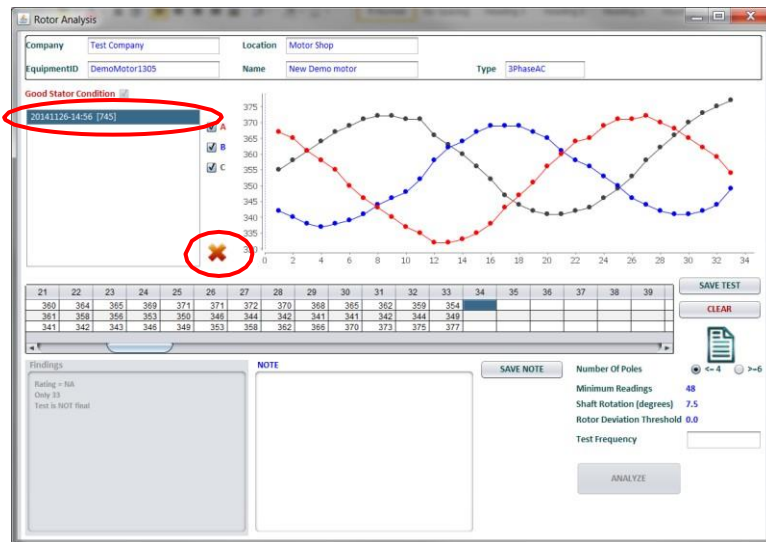 Rotor Analysis
Company Test Company Location Motor Shop
EquipmentID DemoMotor1305 Name New Demo motor Type 3PhaseAC
Good Stator Condition
20141126-14:56 [745]
A
B
C
375
370
365
360
355
350
345
340
335
330
0 2 4 6 8 10 12 14 16 18 20 22 24 26 28 30 32 34
21 22 23 24 25 26 27 28 29 30 31 32 33 34 35 36 37 38 39
360 364 365 369 371 371 372 370 368 365 362 359 354
361 358 356 353 350 346 344 342 341 341 342 344 349
341 342 343 346 349 353 358 362 366 370 373 375 377
SAVE TEST
CLEAR
Findings
Rating = NA
Only 33
Test is NOT final
NOTE
SAVE NOTE
Number Of Poles <= 4 >=6
Minimum Readings 48
Shaft Rotation (degrees) 7.5
Rotor Deviation Threshold 0.0
Test Frequency
ANALYZE